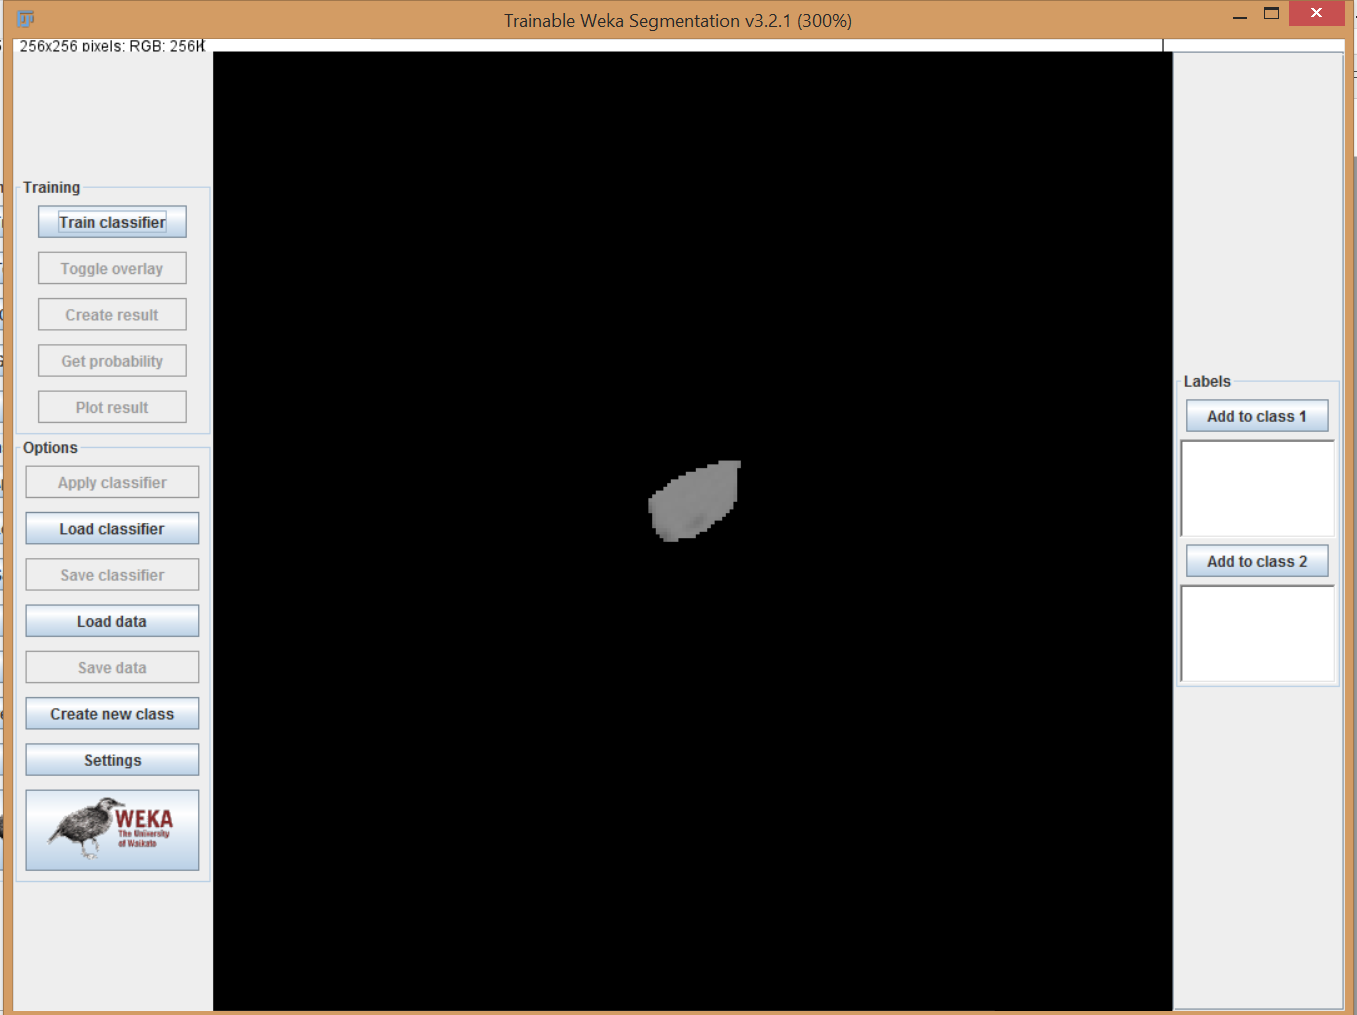 Trainable Weka Segmentation v3.2.1 (300%)
256x256 pixels; RGB; 256K
Training
Train classifier
Toggle overlay
Create result
Get probability
Plot result
Options
Apply classifier
Load classifier
Save classifier
Load data
Save data
Create new class
Settings
WEKA
The University
of Waikato
Labels
Add to class 1
Add to class 2